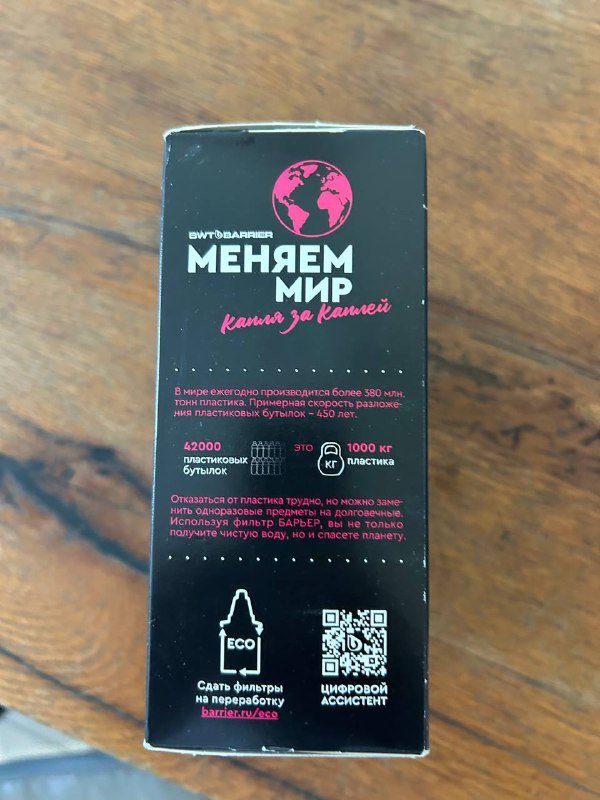 BWT BARRIER
МЕНЯЕМ
МИР
капля за каплей
В мире ежегодно производится более 380 млн.
тонн пластика. Примерная скорость разложе-
ния пластиковых бутылок – 450 лет.
42000 ЭТО 1000 кг
пластиковых КГ пластика
бутылок
Отказаться от пластика трудно, но можно заме-
нить одноразовые предметы на долговечные.
Используя фильтр БАРЬЕР, вы не только
получите чистую воду, но и спасете планету.
ECO
Сдать фильтры
на переработку
barrier.ru/eco
ЦИФРОВОЙ
АССИСТЕНТ